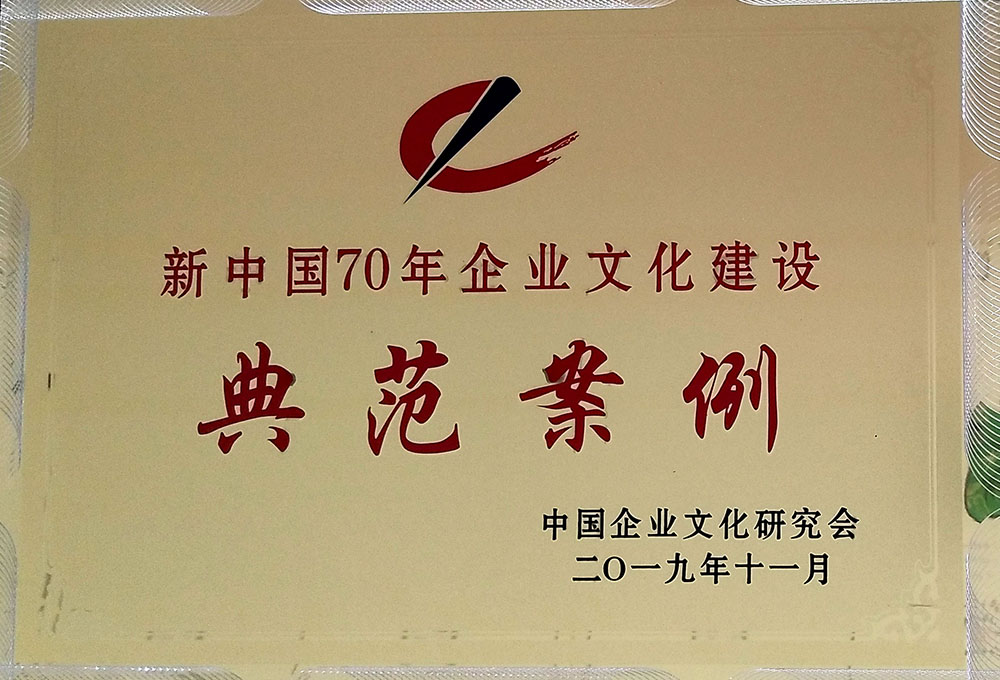 新中国70年企业文化建设
典范案例
中国企业文化研究会
二〇一九年十一月